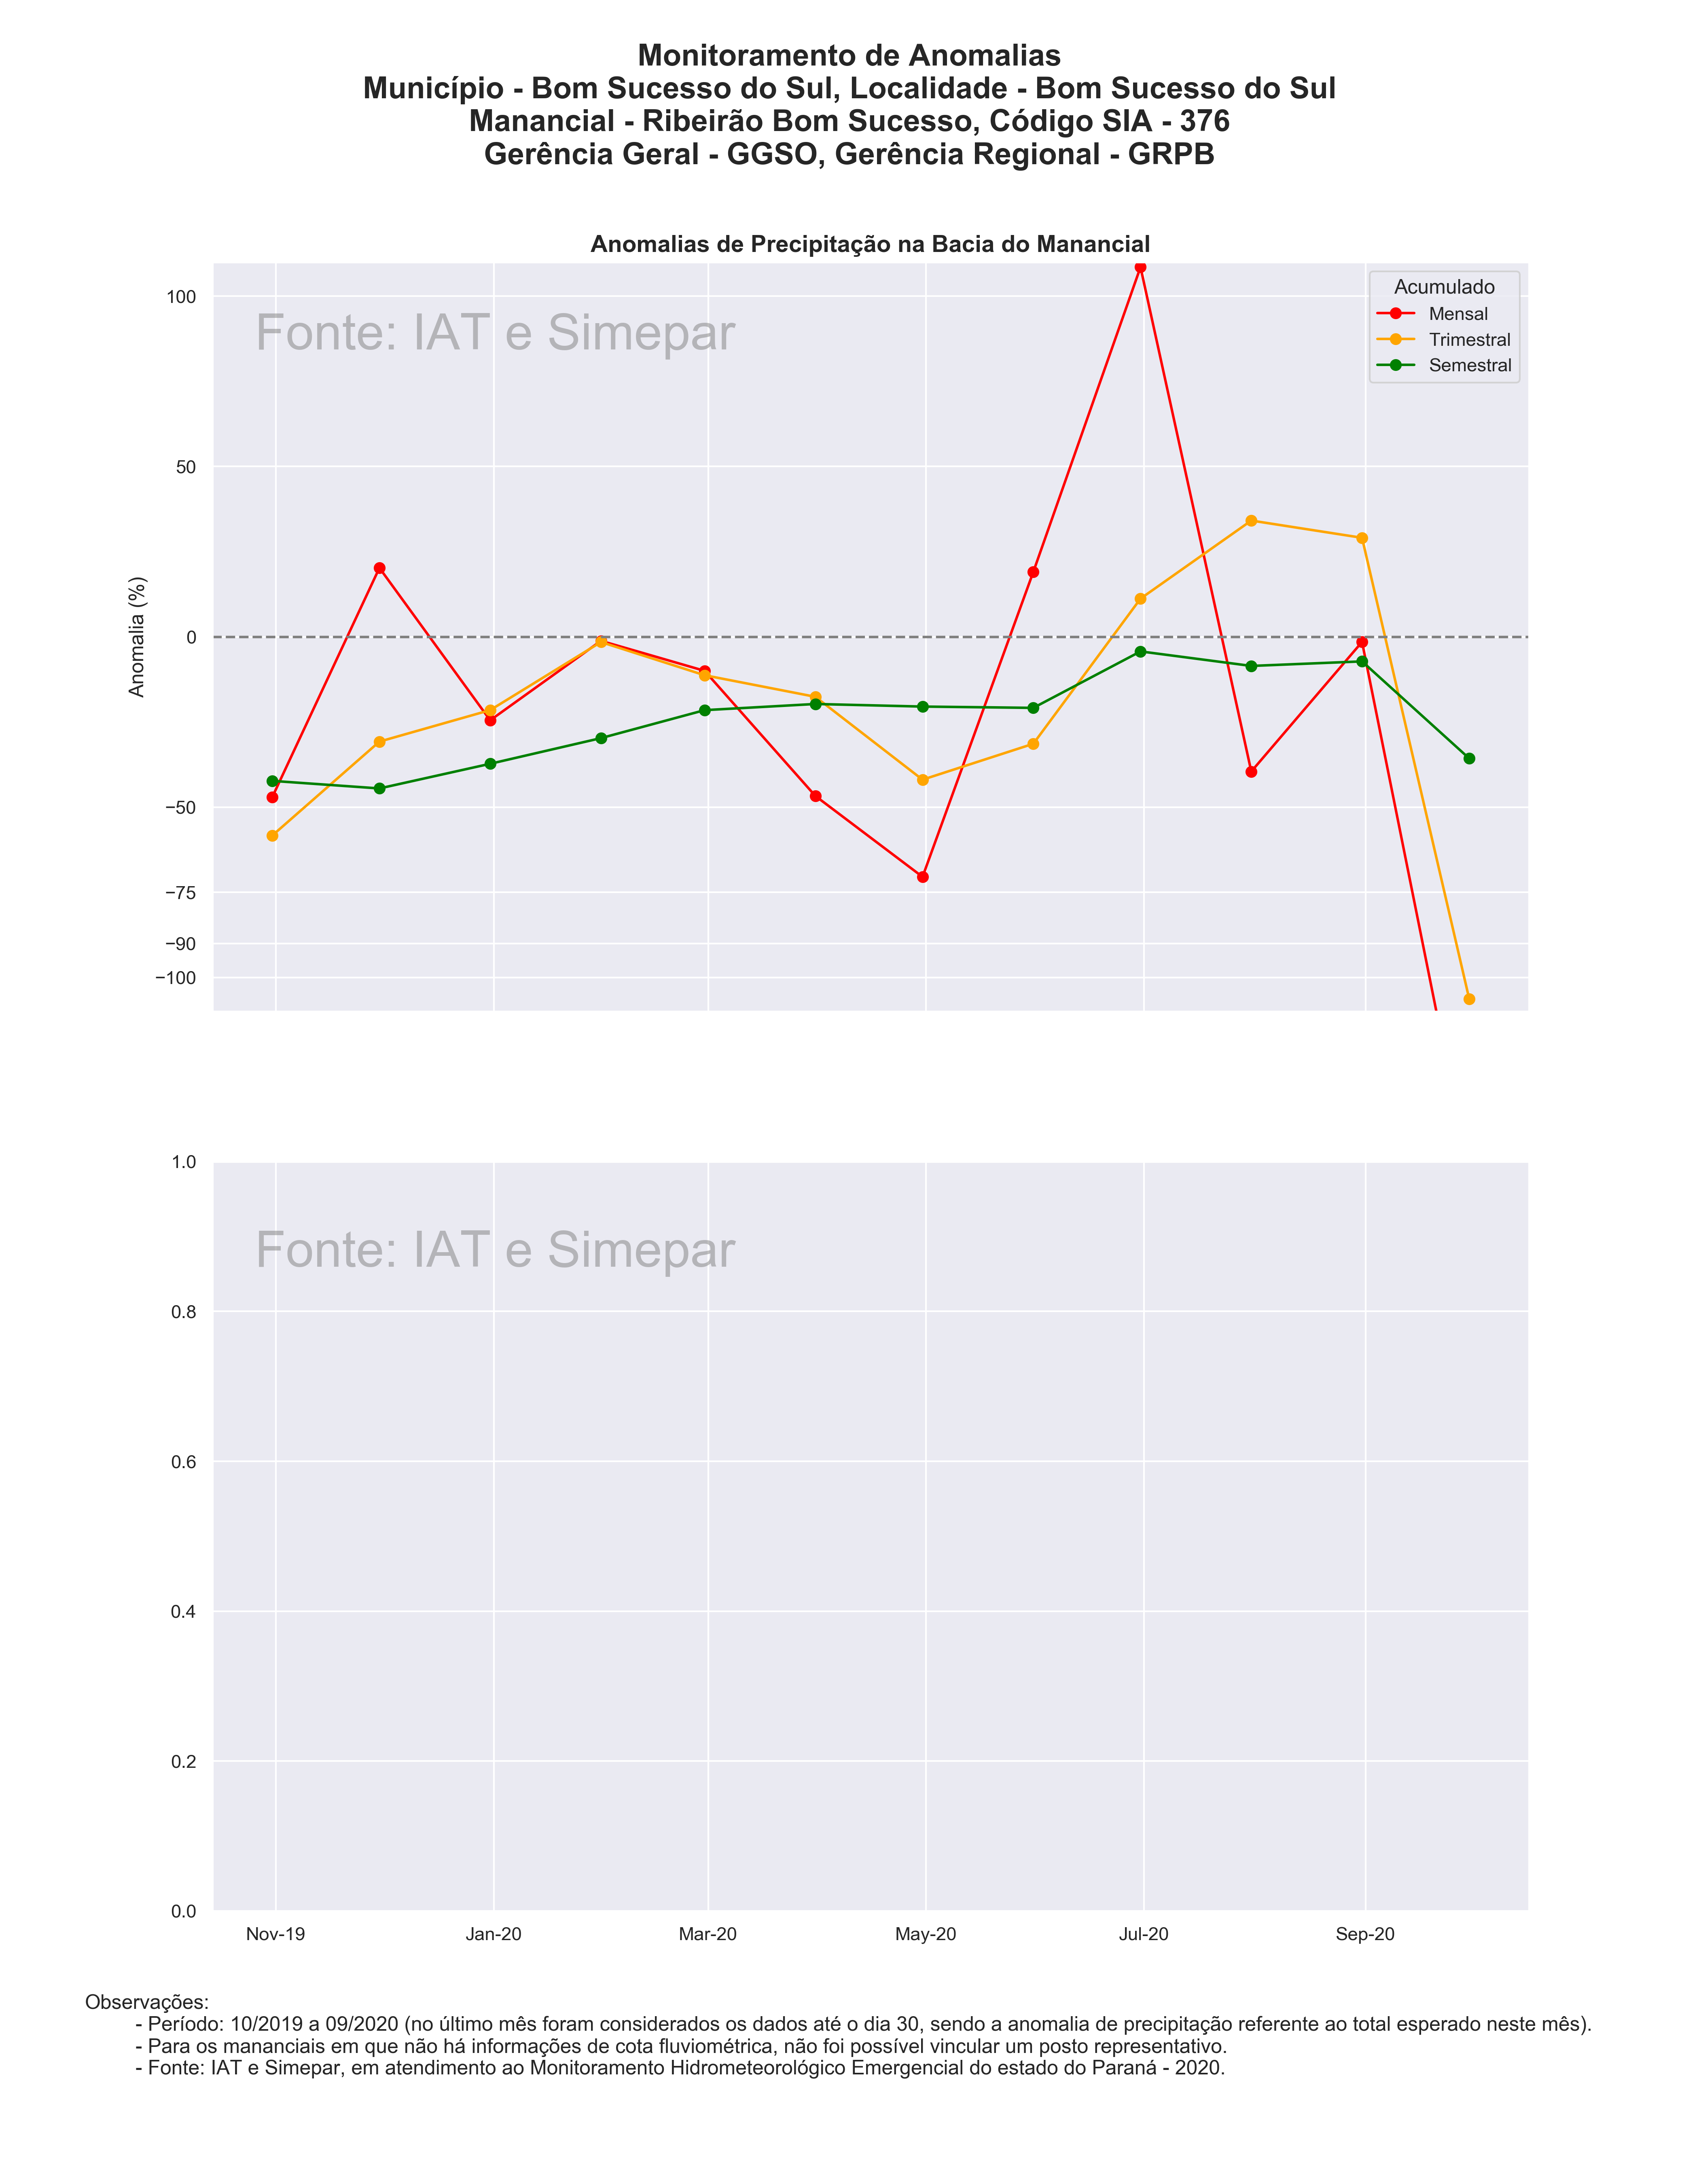 Monitoramento de Anomalias
Município - Bom Sucesso do Sul, Localidade - Bom Sucesso do Sul
Manancial - Ribeirão Bom Sucesso, Código SIA - 376
Gerência Geral - GGSO, Gerência Regional - GRPB
Anomalias de Precipitação na Bacia do Manancial
Fonte: IAT e Simepar
Acumulado
Mensal
Trimestral
Semestral
Anomalia (%)
100
50
0
−50
−75
−90
−100
Fonte: IAT e Simepar
1.0
0.8
0.6
0.4
0.2
0.0
Nov-19 Jan-20 Mar-20 May-20 Jul-20 Sep-20
Observações:
- Período: 10/2019 a 09/2020 (no último mês foram considerados os dados até o dia 30, sendo a anomalia de precipitação referente ao total esperado neste mês).
- Para os mananciais em que não há informações de cota fluviométrica, não foi possível vincular um posto representativo.
- Fonte: IAT e Simepar, em atendimento ao Monitoramento Hidrometeorológico Emergencial do estado do Paraná - 2020.